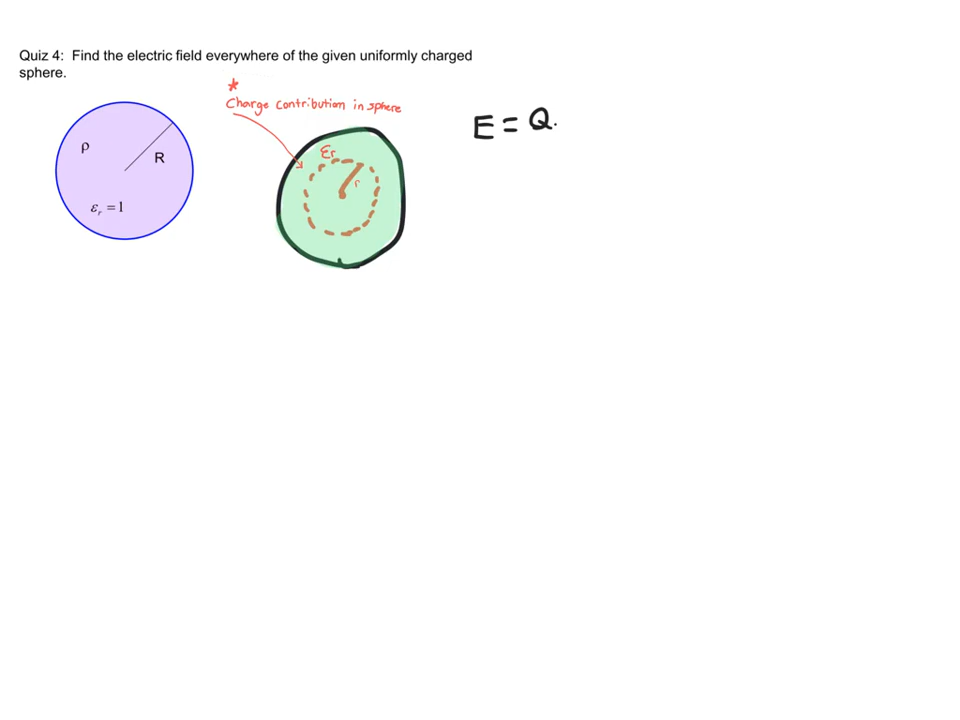 Quiz 4: Find the electric field everywhere of the given uniformly charged
sphere.
*
Charge contribution in sphere
E = Q.
ρ
R
εr
r
εr = 1